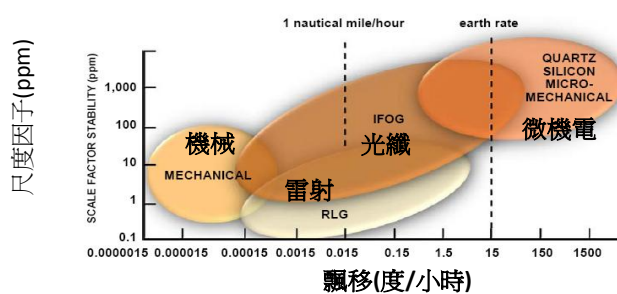 1 nautical mile/hour
earth rate
尺度因子(ppm)
SCALE FACTOR STABILITY (ppm)
1,000
100
10
1
0.1
QUARTZ
SILICON
MICRO-
MECHANICAL
微機電
IFOG
光纖
機械
MECHANICAL
雷射
RLG
0.0000015 0.000015 0.00015 0.0015 0.015 0.15 1.5 15 150 1500
飄移(度/小時)